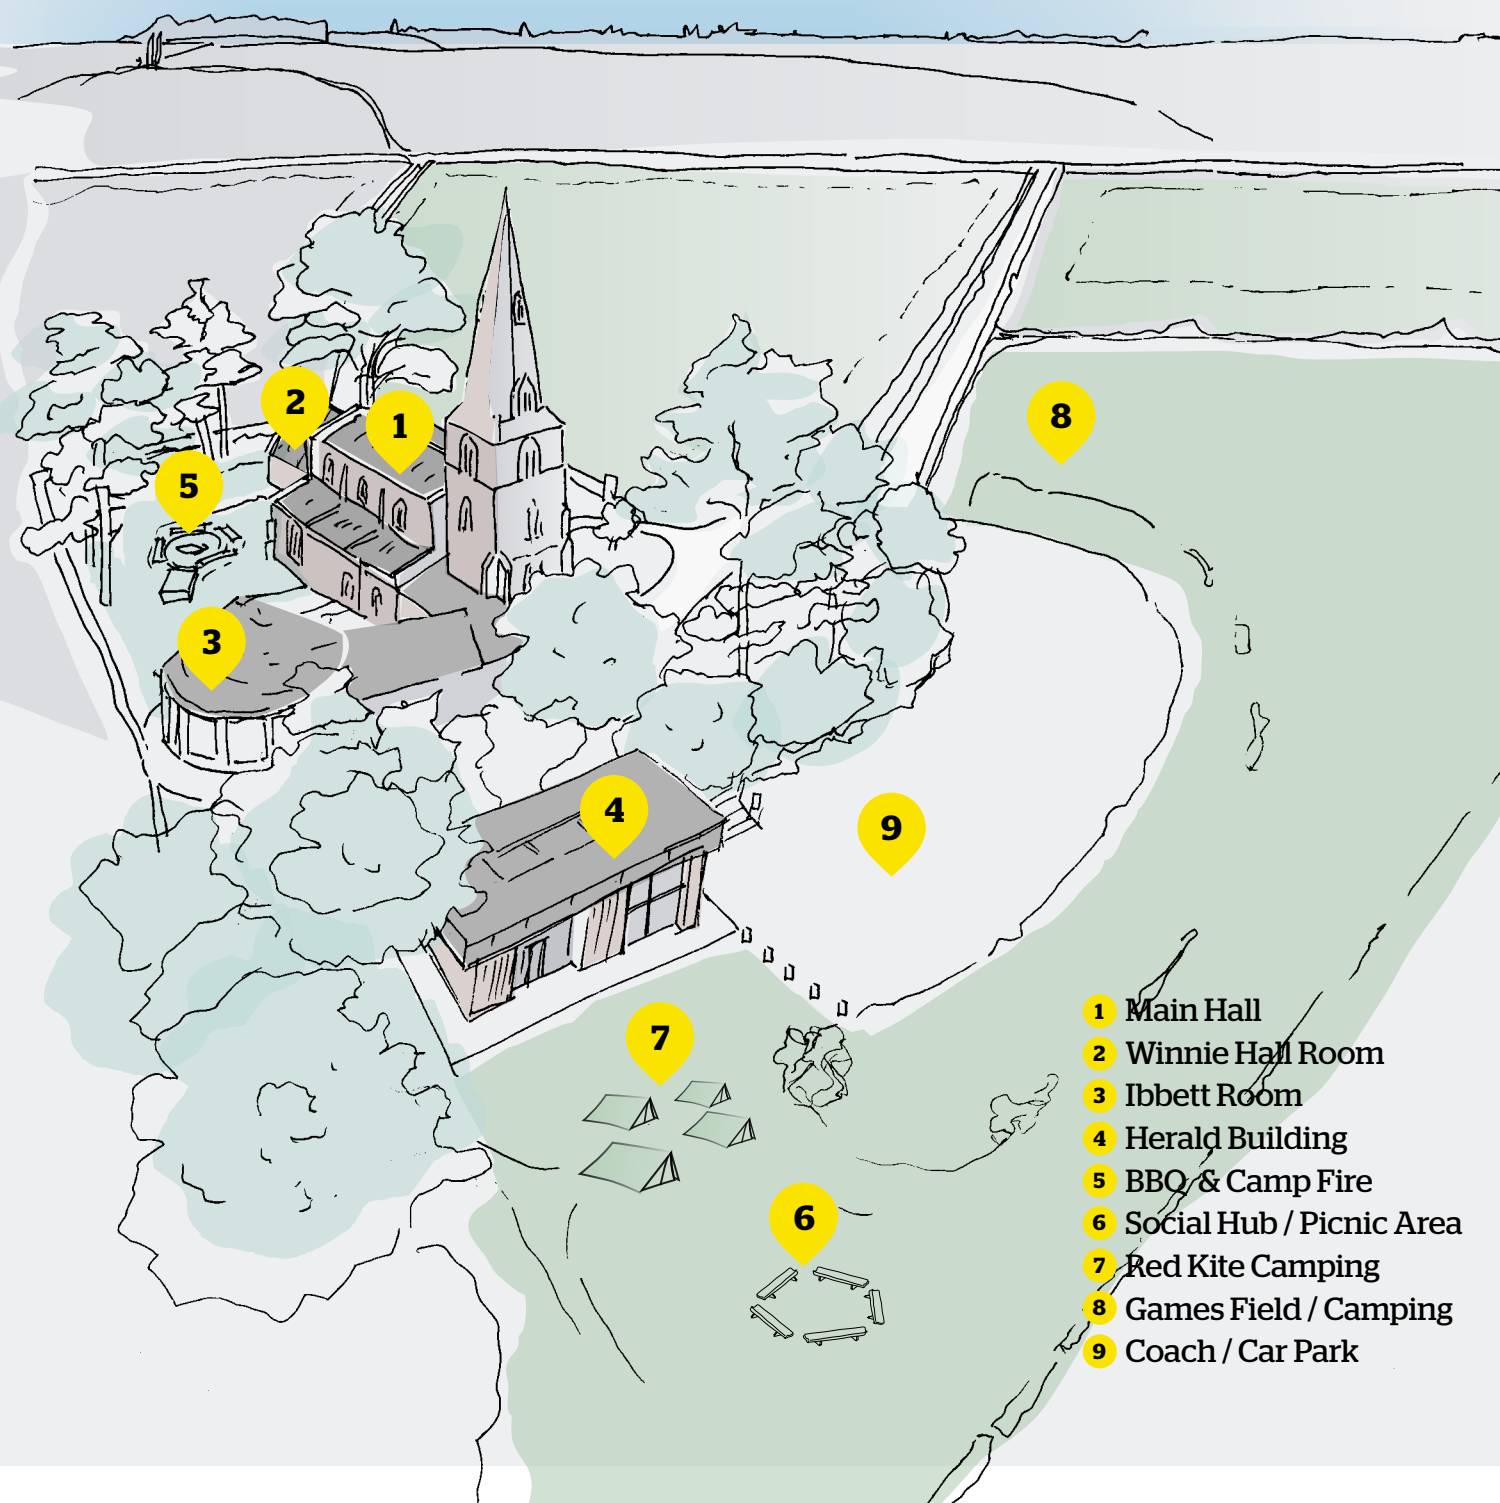 2
1
8
5
3
4
9
7
6
1 Main Hall
2 Winnie Hall Room
3 Ibbett Room
4 Herald Building
5 BBQ & Camp Fire
6 Social Hub / Picnic Area
7 Red Kite Camping
8 Games Field / Camping
9 Coach / Car Park